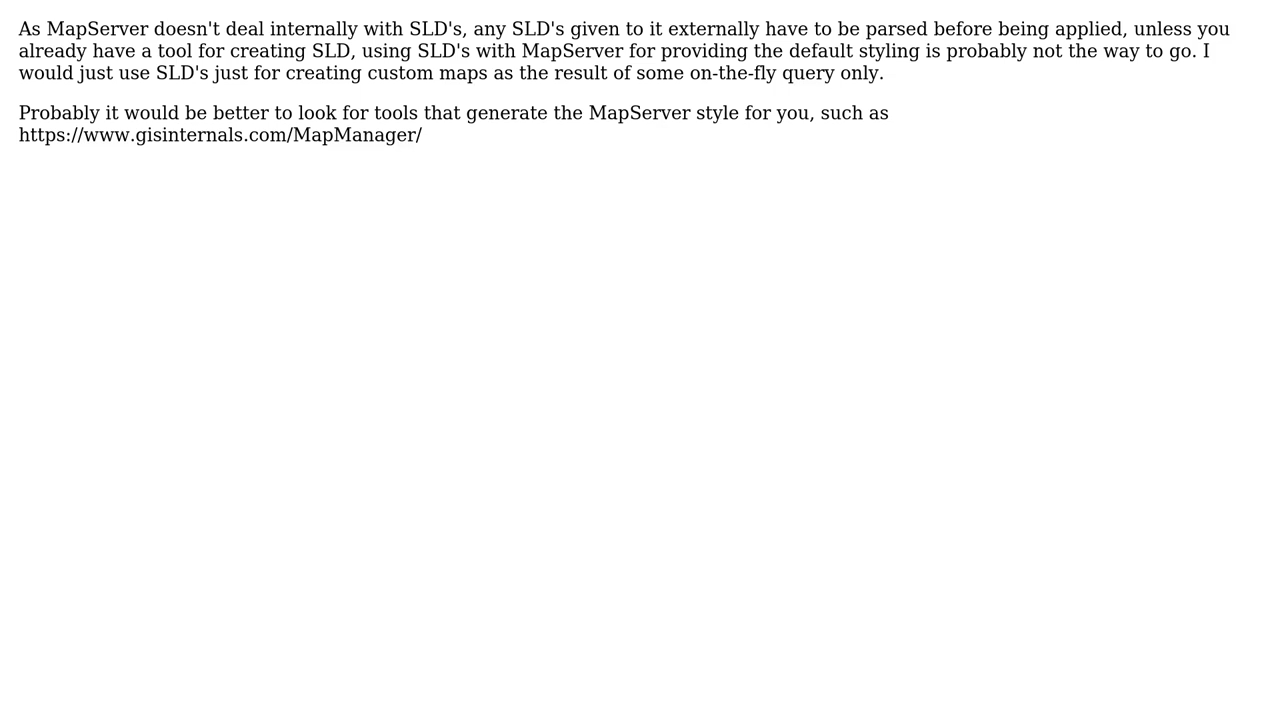 As MapServer doesn't deal internally with SLD's, any SLD's given to it externally have to be parsed before being applied, unless you
already have a tool for creating SLD, using SLD's with MapServer for providing the default styling is probably not the way to go. I
would just use SLD's just for creating custom maps as the result of some on-the-fly query only.
Probably it would be better to look for tools that generate the MapServer style for you, such as
https://www.gisinternals.com/MapManager/